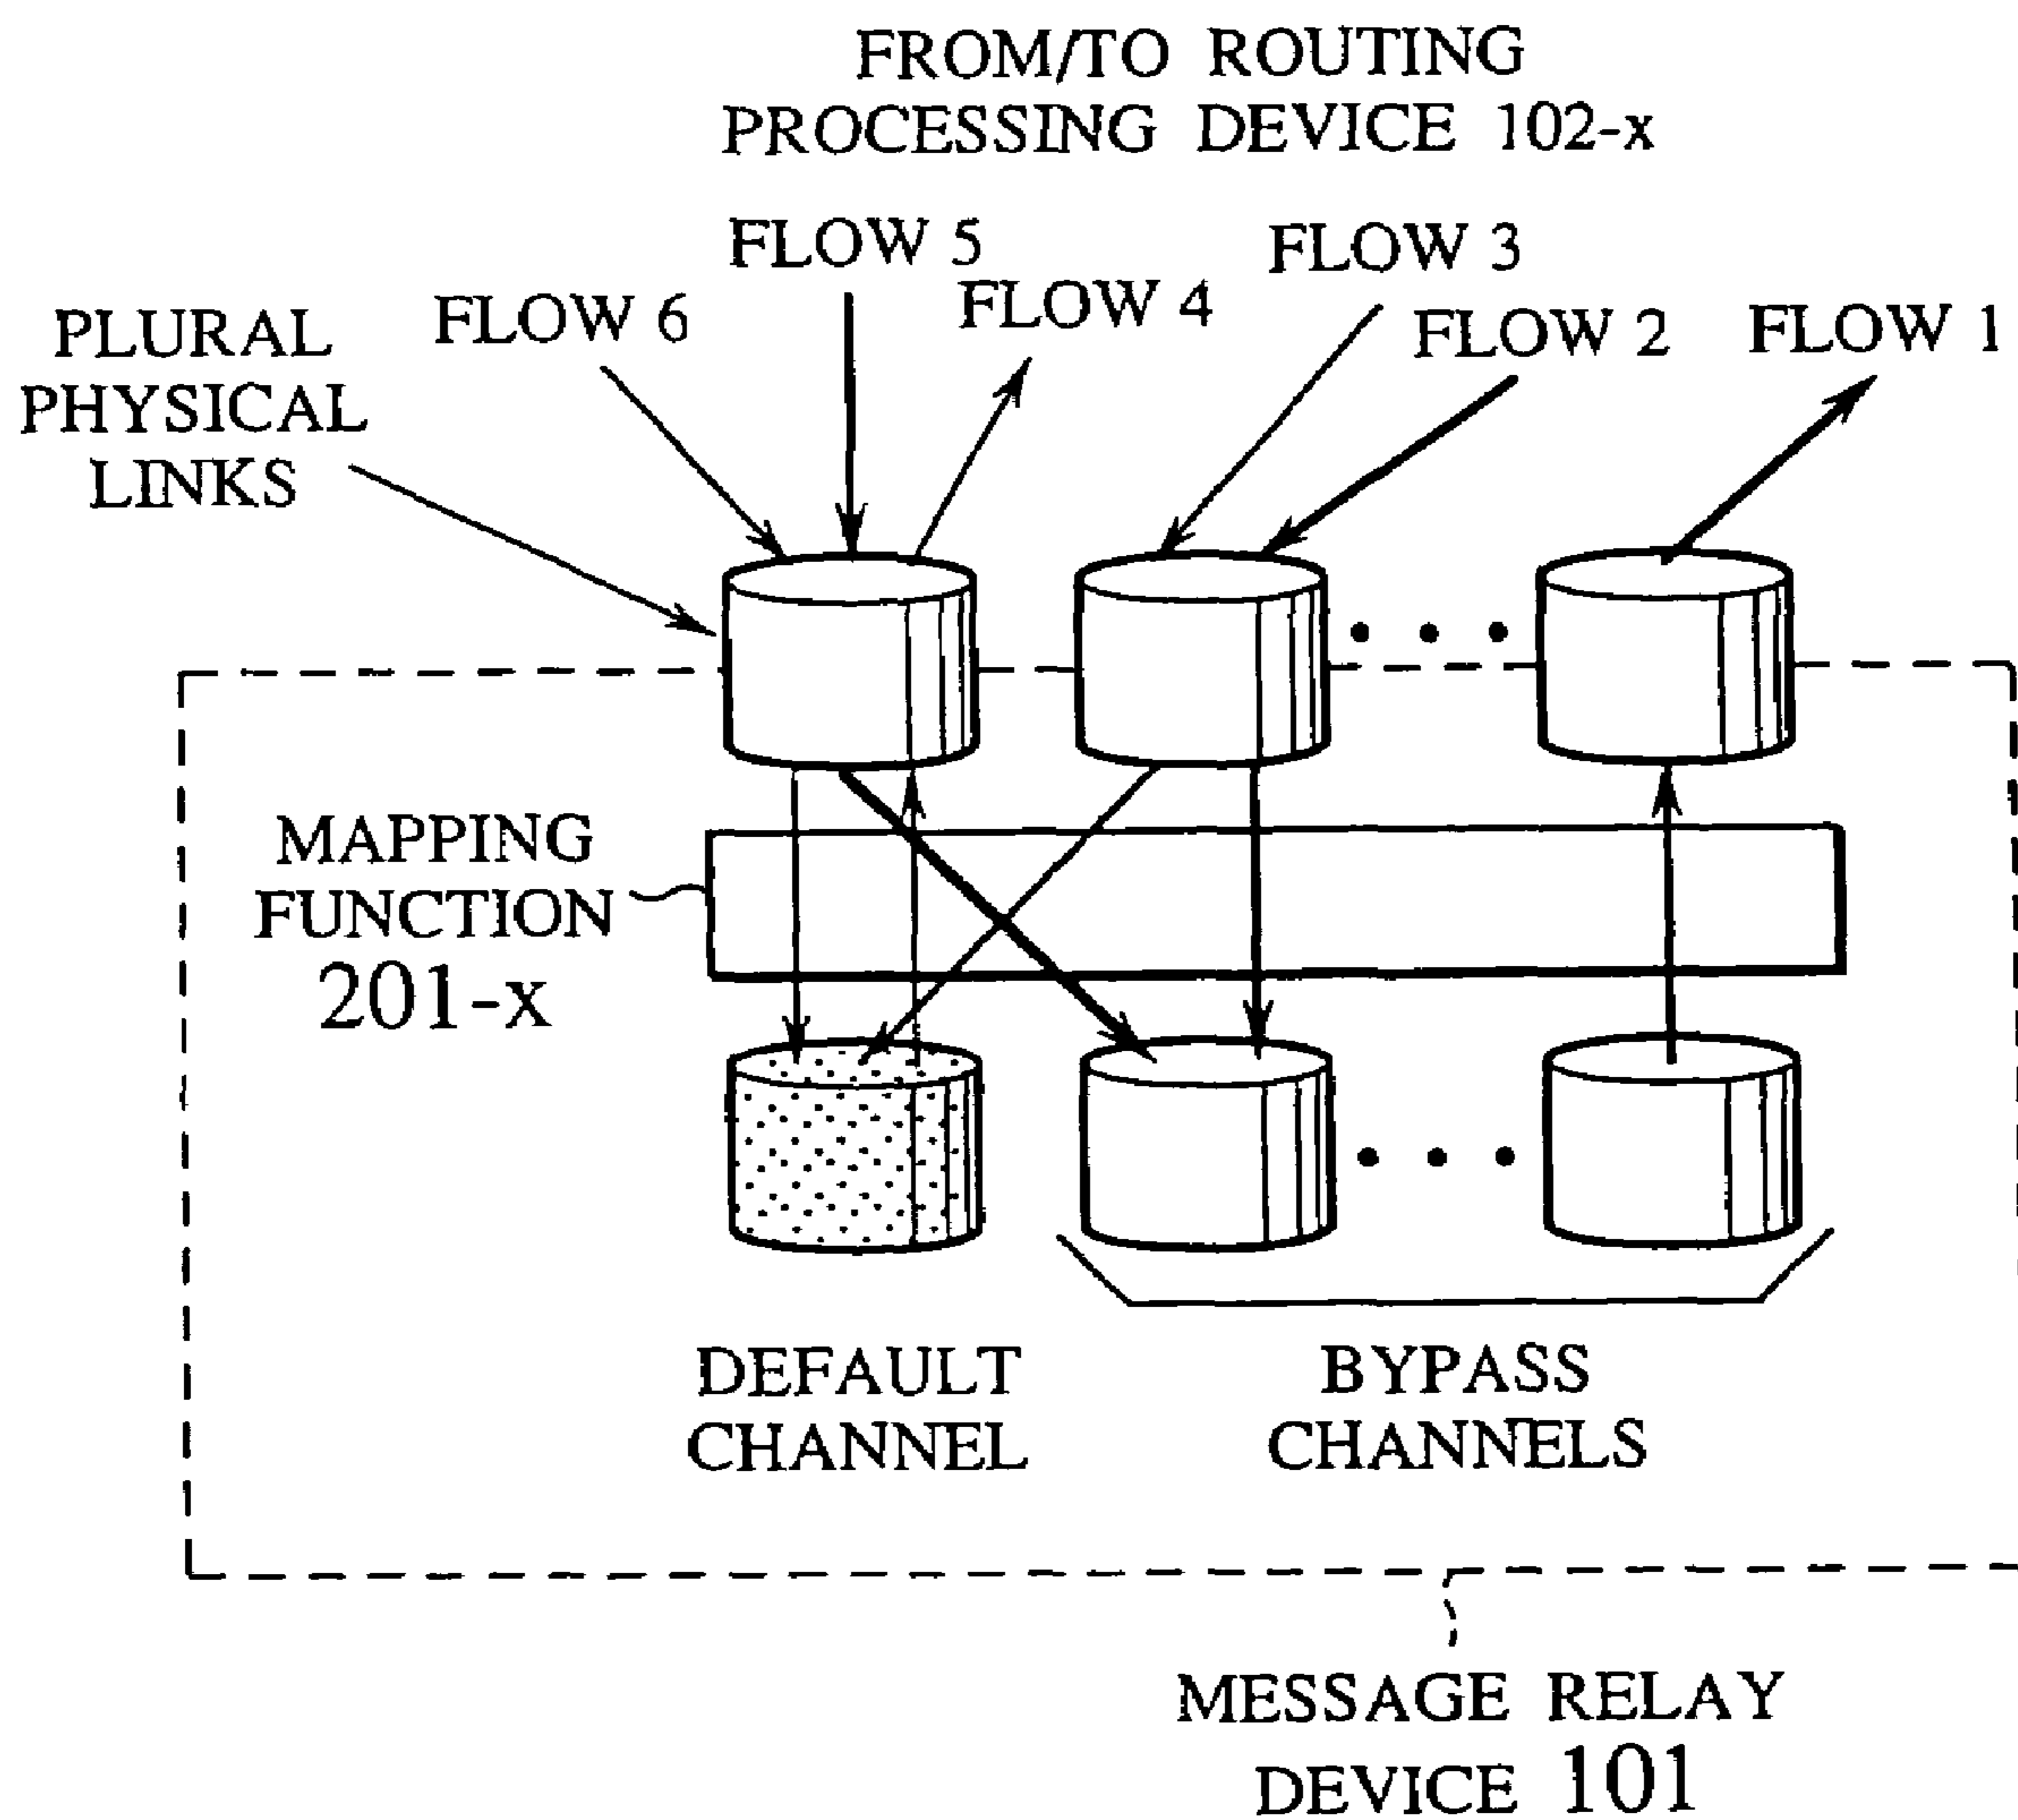 FROM/TO ROUTING
PROCESSING DEVICE 102-x
FLOW 5
FLOW 3
FLOW 6
FLOW 4
FLOW 2
FLOW 1
PLURAL
PHYSICAL
LINKS
MAPPING
FUNCTION
201-x
DEFAULT
CHANNEL
BYPASS
CHANNELS
MESSAGE RELAY
DEVICE 101